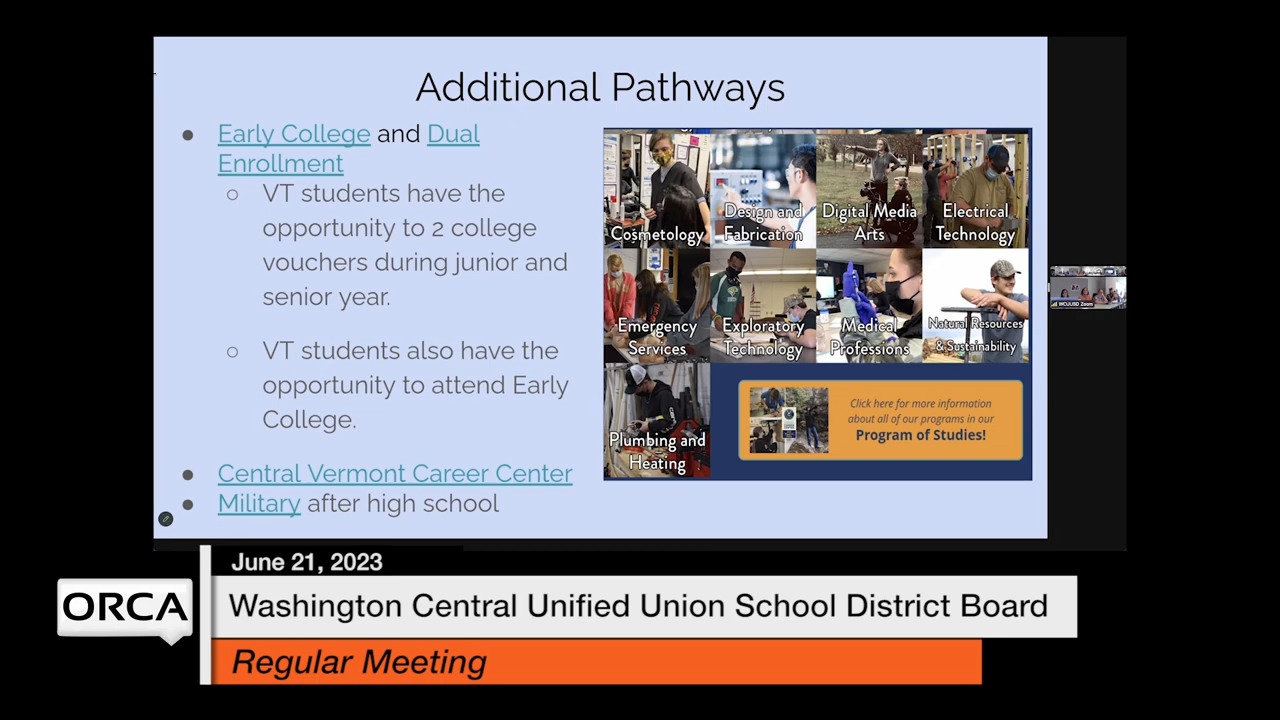 Additional Pathways
● Early College and Dual
Enrollment
○ VT students have the
opportunity to 2 college
vouchers during junior and
senior year.
○ VT students also have the
opportunity to attend Early
College.
● Central Vermont Career Center
● Military after high school
Cosmetology
Design and
Fabrication
Digital Media
Arts
Electrical
Technology
Emergency
Services
Exploratory
Technology
Medical
Professions
Natural Resources
& Sustainability
Plumbing and
Heating
Click here for more information
about all of our programs in our
Program of Studies!
WCUUSD Zoom
June 21, 2023
ORCA
Washington Central Unified Union School District Board
Regular Meeting